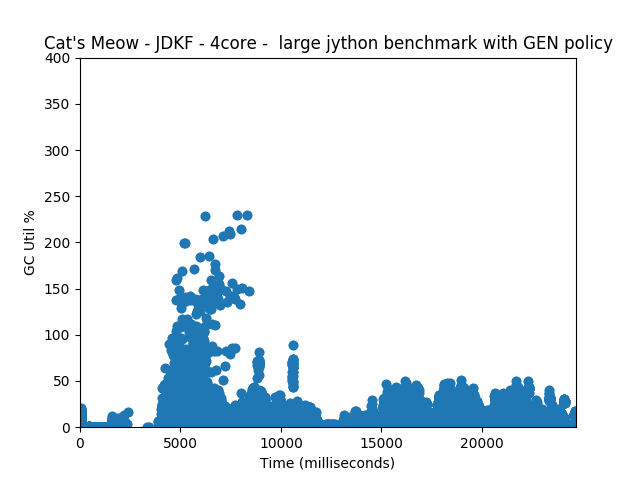 Cat's Meow - JDKF - 4core -  large jython benchmark with GEN policy
400
350
300
250
200
150
100
50
0
GC Util %
0 5000 10000 15000 20000
Time (milliseconds)